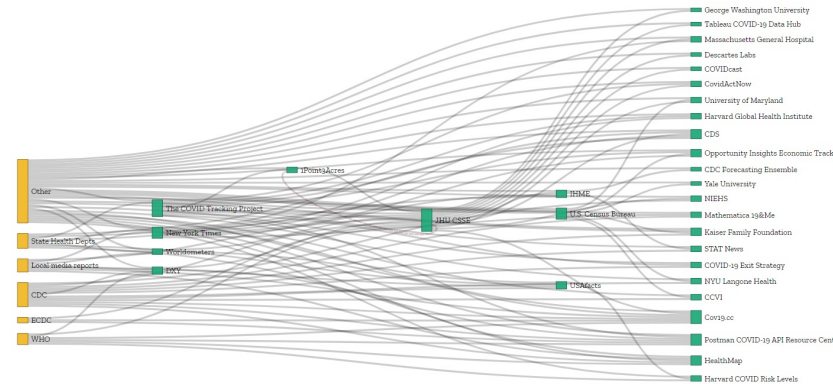 George Washington University
Tableau COVID-19 Data Hub
Massachusetts General Hospital
Descartes Labs
COVIDcast
CovidActNow
University of Maryland
Harvard Global Health Institute
CDS
Opportunity Insights Economic Track
CDC Forecasting Ensemble
Yale University
NIEHS
Mathematica 19&Me
Kaiser Family Foundation
STAT News
COVID-19 Exit Strategy
NYU Langone Health
CCVI
Cov19.cc
Postman COVID-19 API Resource Cent
HealthMap
Harvard COVID Risk Levels
1Point3Acres
IHME
U.S. Census Bureau
JHU CSSE
USAfacts
The COVID Tracking Project
New York Times
Worldometers
DXY
Other
State Health Depts.
Local media reports
CDC
ECDC
WHO